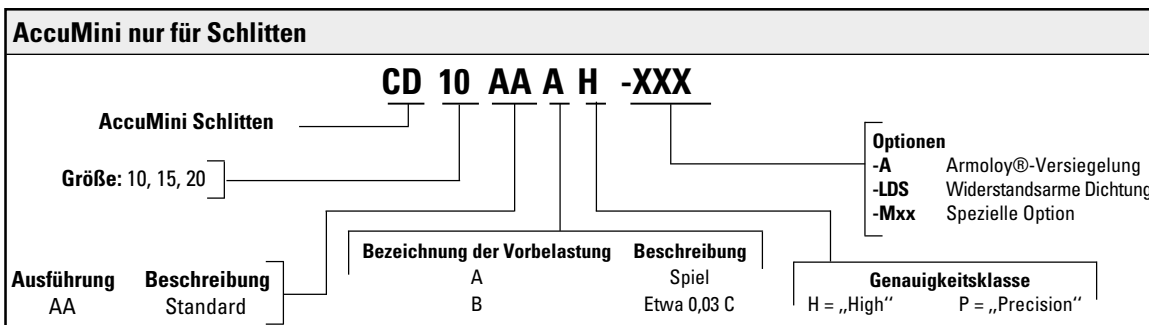 AccuMini nur für Schlitten
CD 10 AA A H -XXX
AccuMini Schlitten
Größe: 10, 15, 20
Optionen
-A Armoloy®-Versiegelung
-LDS Widerstandsarme Dichtung
-Mxx Spezielle Option
Ausführung Beschreibung
AA Standard
Bezeichnung der Vorbelastung Beschreibung
A Spiel
B Etwa 0,03 C
Genauigkeitsklasse
H = „High‘‘ P = „Precision‘‘